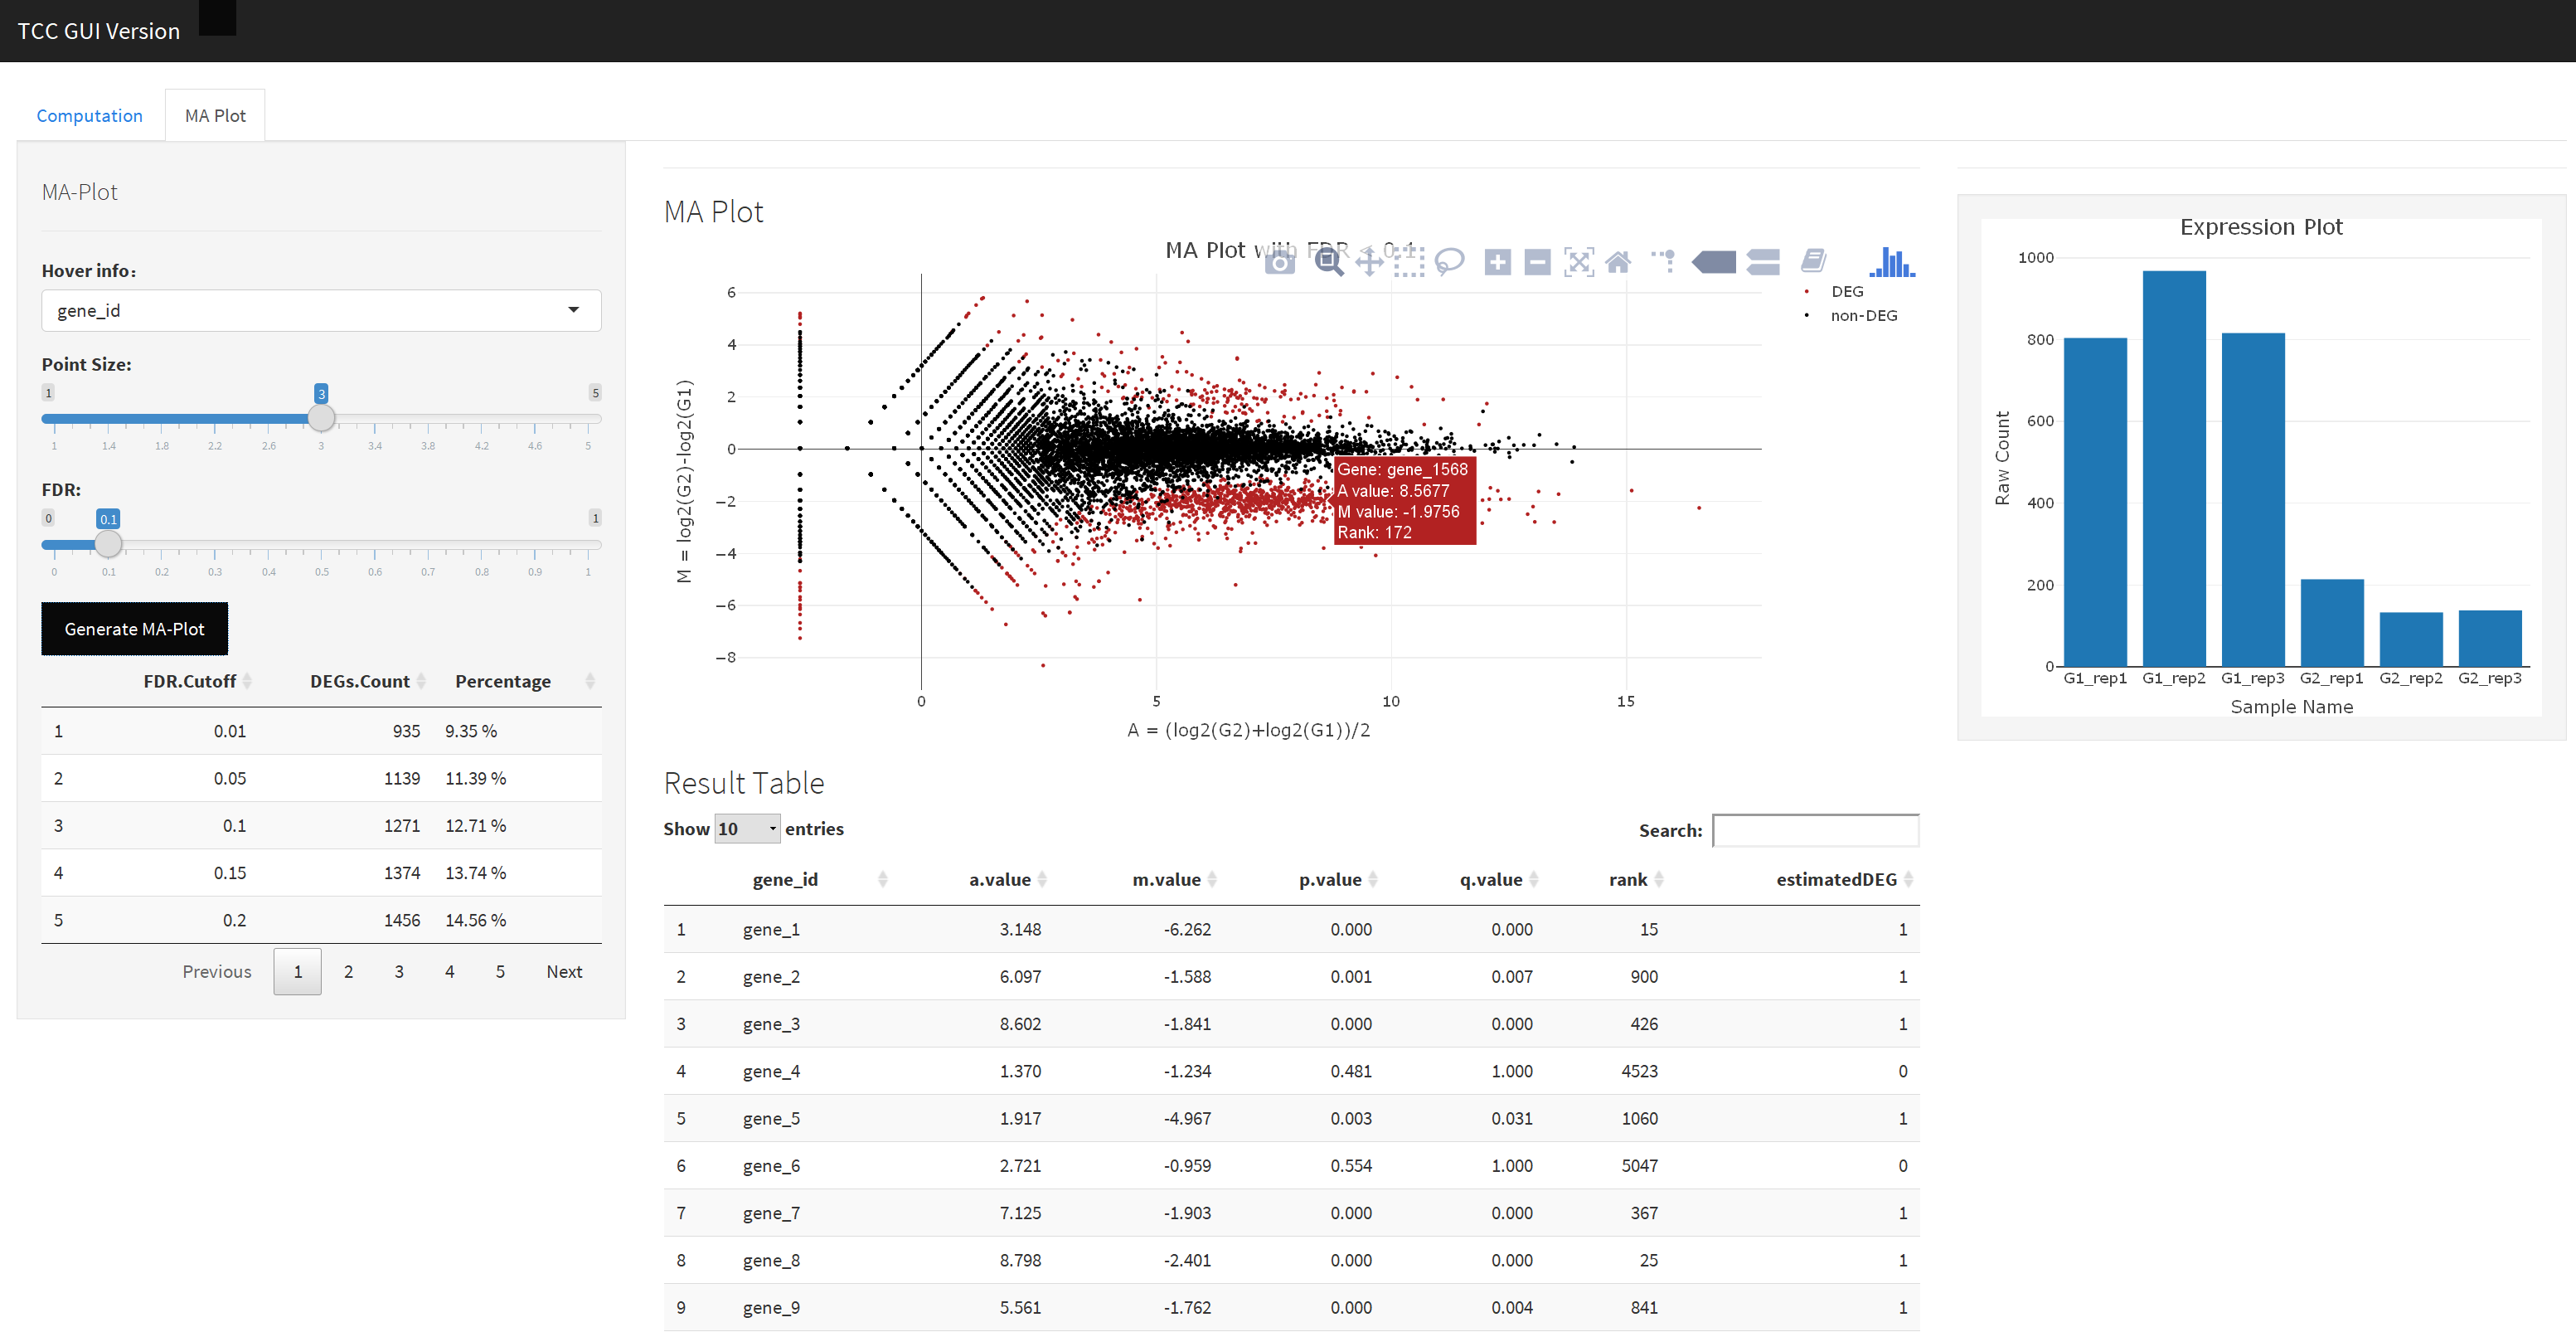 TCC GUI Version
Computation
MA Plot
MA-Plot
Hover info:
gene_id
Point Size:
1 3 5
1 1.4 1.8 2.2 2.6 3 3.4 3.8 4.2 4.6 5
FDR:
0 0.1 1
0 0.1 0.2 0.3 0.4 0.5 0.6 0.7 0.8 0.9 1
Generate MA-Plot
FDR.Cutoff DEGs.Count Percentage
1 0.01 935 9.35 %
2 0.05 1139 11.39 %
3 0.1 1271 12.71 %
4 0.15 1374 13.74 %
5 0.2 1456 14.56 %
Previous 1 2 3 4 5 Next
MA Plot
MA Plot with FDR < 0.1
DEG
non-DEG
M = log2(G2)-log2(G1)
6
4
2
0
−2
−4
−6
−8
Gene: gene_1568
A value: 8.5677
M value: -1.9756
Rank: 172
0 5 10 15
A = (log2(G2)+log2(G1))/2
Expression Plot
Raw Count
1000
800
600
400
200
0
G1_rep1 G1_rep2 G1_rep3 G2_rep1 G2_rep2 G2_rep3
Sample Name
Result Table
Show 10 entries
Search:
gene_id a.value m.value p.value q.value rank estimatedDEG
1 gene_1 3.148 -6.262 0.000 0.000 15 1
2 gene_2 6.097 -1.588 0.001 0.007 900 1
3 gene_3 8.602 -1.841 0.000 0.000 426 1
4 gene_4 1.370 -1.234 0.481 1.000 4523 0
5 gene_5 1.917 -4.967 0.003 0.031 1060 1
6 gene_6 2.721 -0.959 0.554 1.000 5047 0
7 gene_7 7.125 -1.903 0.000 0.000 367 1
8 gene_8 8.798 -2.401 0.000 0.000 25 1
9 gene_9 5.561 -1.762 0.000 0.004 841 1